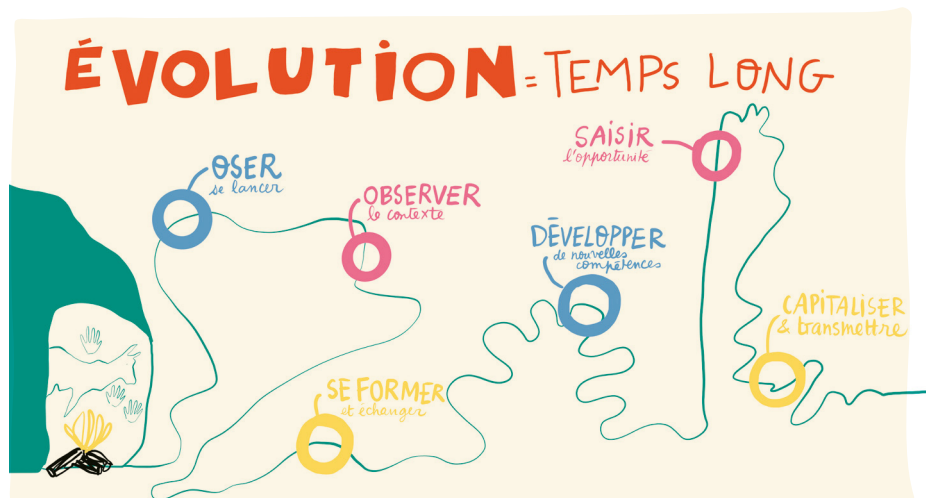 ÉVOLUTION = TEMPS LONG
OSER
se lancer
OBSERVER
le contexte
SE FORMER
et échanger
DÉVELOPPER
de nouvelles
compétences
SAISIR
l'opportunité
CAPITALISER
& transmettre